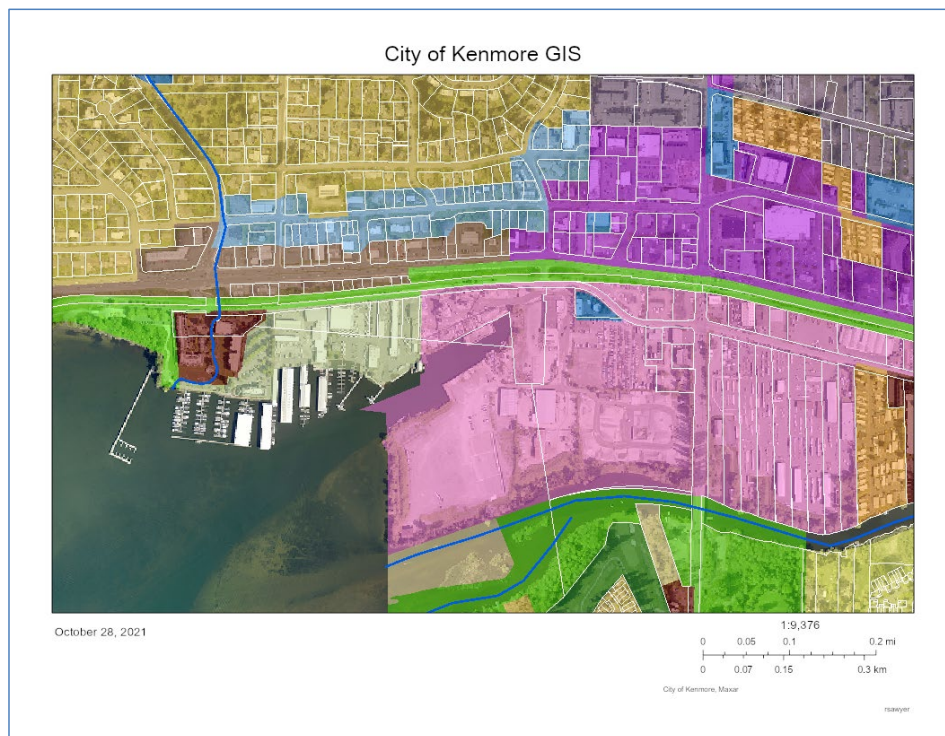 City of Kenmore GIS
October 28, 2021
1:9,376
0 0.05 0.1 0.2 mi
0 0.07 0.15 0.3 km
City of Kenmore, Maxar
rsawyer